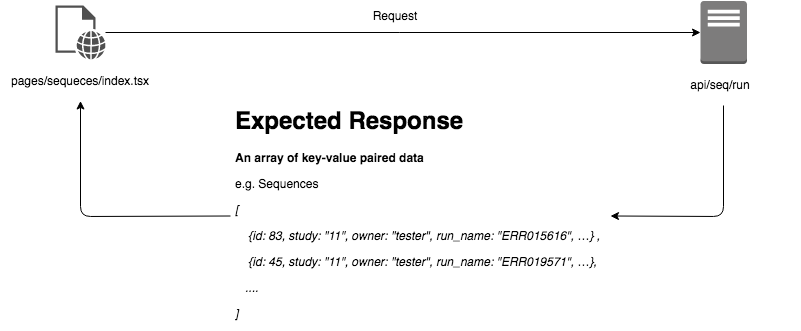 Request
pages/sequeces/index.tsx
api/seq/run
Expected Response
An array of key-value paired data
e.g. Sequences
[
{id: 83, study: "11", owner: "tester", run_name: "ERR015616", ...} ,
{id: 45, study: "11", owner: "tester", run_name: "ERR019571", ...},
....
]